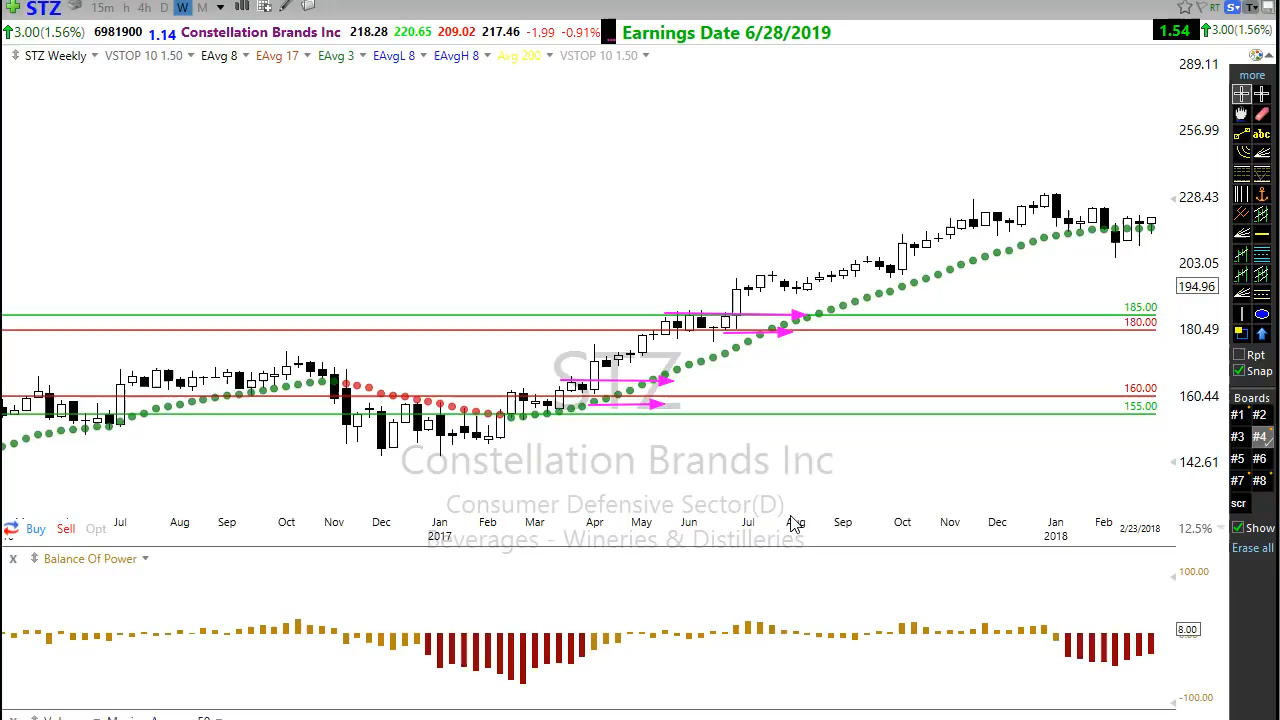 STZ 15m h 4h D W M RT S T
3.00(1.56%) 6981900 1.14 Constellation Brands Inc 218.28 220.65 209.02 217.46 -1.99 -0.91% Earnings Date 6/28/2019 1.54 3.00(1.56%)
STZ Weekly VSTOP 10 1.50 EAvg 8 EAvg 17 EAvg 3 EAvgL 8 EAvgH 8 Avg 200 VSTOP 10 1.50
289.11
more
abc
256.99
228.43
203.05
194.96
185.00
180.00
180.49
STZ
Rpt
Snap
160.00
160.44
155.00
Boards
#1 #2
#3 #4
#5 #6
#7 #8
scr
142.61
Constellation Brands Inc
Consumer Defensive Sector(D)
Beverages - Wineries & Distilleries
Buy Sell Opt
Jul Aug Sep Oct Nov Dec Jan Feb Mar Apr May Jun Jul Aug Sep Oct Nov Dec Jan Feb 2/23/2018
2017 2018
12.5%
Show
Erase all
X Balance Of Power
100.00
8.00
-100.00